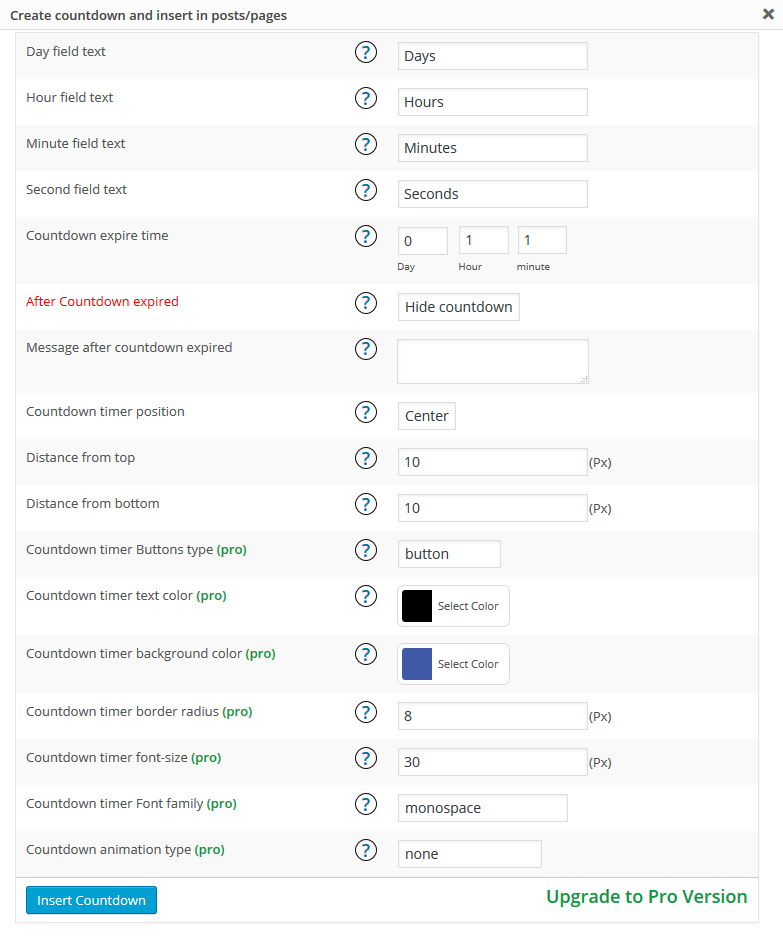 Create countdown and insert in posts/pages
Day field text ? Days
Hour field text ? Hours
Minute field text ? Minutes
Second field text ? Seconds
Countdown expire time ? 0 1 1
Day Hour minute
After Countdown expired ? Hide countdown
Message after countdown expired ?
Countdown timer position ? Center
Distance from top ? 10 (Px)
Distance from bottom ? 10 (Px)
Countdown timer Buttons type (pro) ? button
Countdown timer text color (pro) ? Select Color
Countdown timer background color (pro) ? Select Color
Countdown timer border radius (pro) ? 8 (Px)
Countdown timer font-size (pro) ? 30 (Px)
Countdown timer Font family (pro) ? monospace
Countdown animation type (pro) ? none
Insert Countdown Upgrade to Pro Version